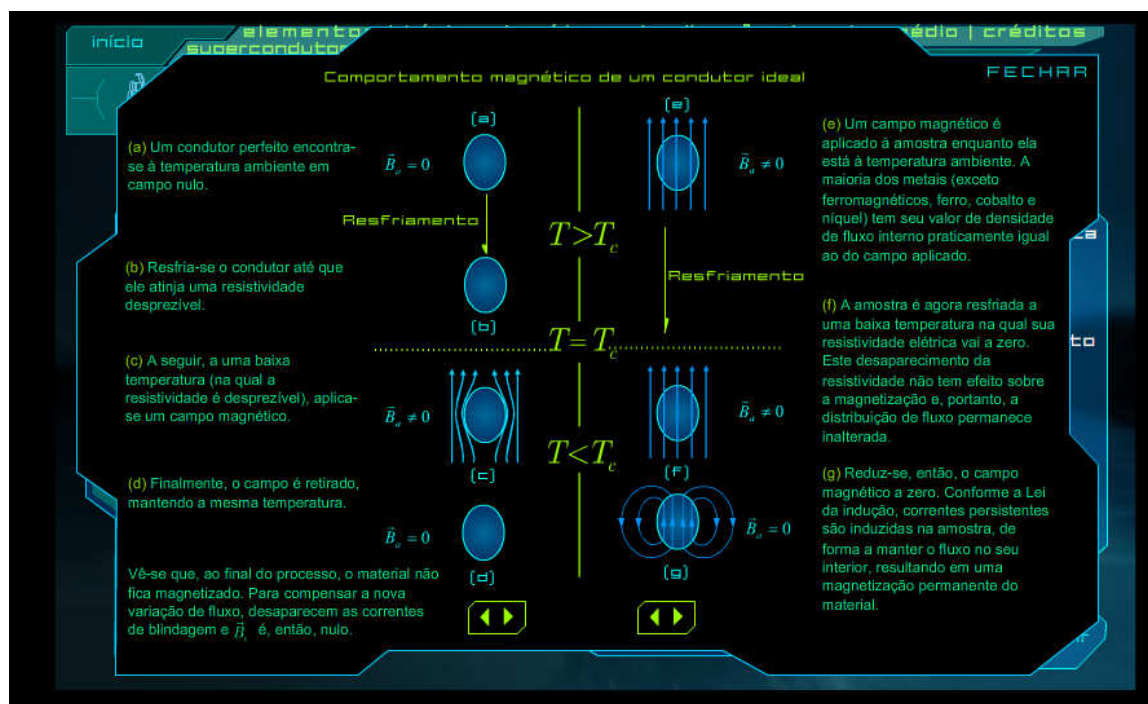 início
elemento
supercondutor
édio | créditos
FECHAR
Comportamento magnético de um condutor ideal
(a) Um condutor perfeito encontra-
se à temperatura ambiente em
campo nulo.
(b) Resfria-se o condutor até que
ele atinja uma resistividade
desprezível.
(c) A seguir, a uma baixa
temperatura (na qual a
resistividade é desprezível), aplica-
se um campo magnético.
(d) Finalmente, o campo é retirado,
mantendo a mesma temperatura.
Vê-se que, ao final do processo, o material não
fica magnetizado. Para compensar a nova
variação de fluxo, desaparecem as correntes
de blindagem e B⃗ᵢ é, então, nulo.
(a)
B⃗ₐ = 0
Resfriamento
(b)
B⃗ₐ ≠ 0
(c)
B⃗ₐ = 0
(d)
T>T_c
T= T_c
T<T_c
(e)
B⃗ₐ ≠ 0
Resfriamento
B⃗ₐ ≠ 0
(f)
B⃗ₐ = 0
(g)
(e) Um campo magnético é
aplicado à amostra enquanto ela
está à temperatura ambiente. A
maioria dos metais (exceto
ferromagnéticos, ferro, cobalto e
níquel) tem seu valor de densidade
de fluxo interno praticamente igual
ao do campo aplicado.
(f) A amostra é agora resfriada a
uma baixa temperatura na qual sua
resistividade elétrica vai a zero.
Este desaparecimento da
resistividade não tem efeito sobre
a magnetização e, portanto, a
distribuição de fluxo permanece
inalterada.
(g) Reduz-se, então, o campo
magnético a zero. Conforme a Lei
da indução, correntes persistentes
são induzidas na amostra, de
forma a manter o fluxo no seu
interior, resultando em uma
magnetização permanente do
material.